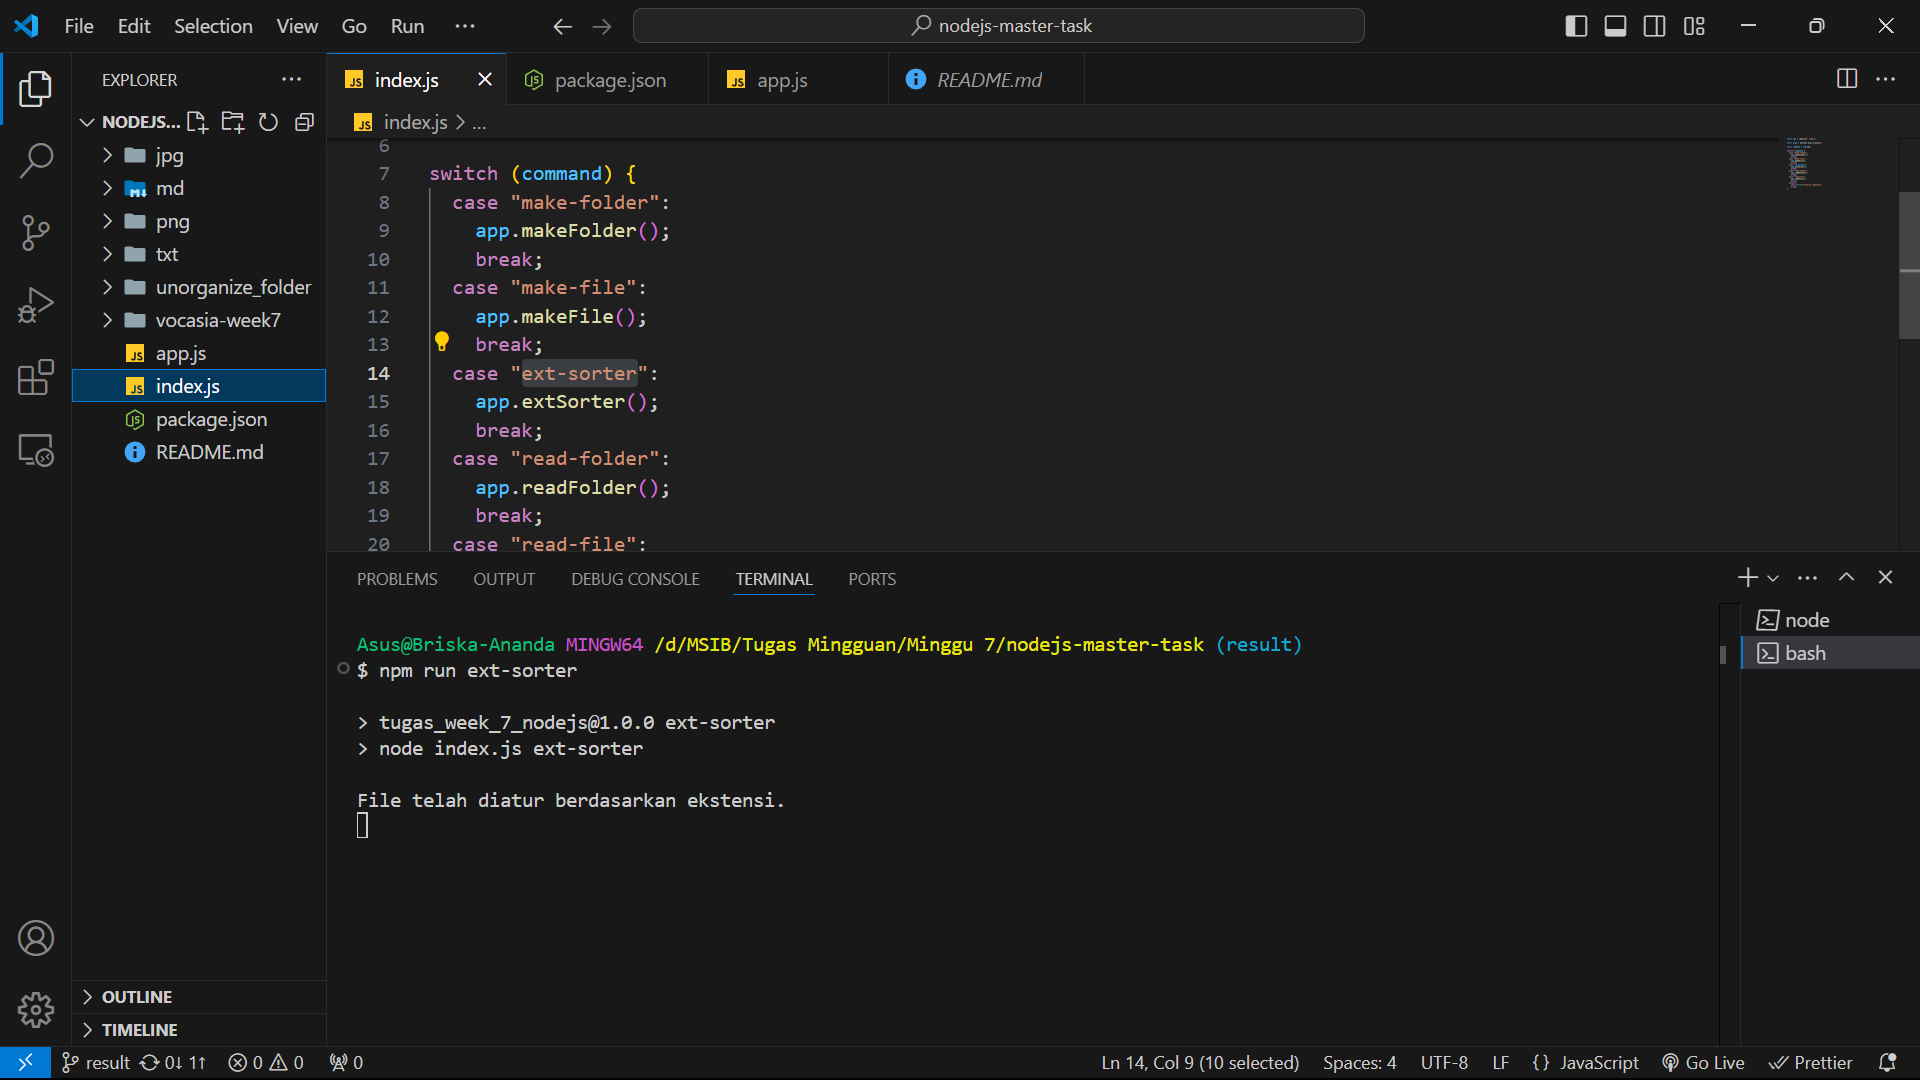 File Edit Selection View Go Run ···
nodejs-master-task
EXPLORER ···
NODEJS...
jpg
md
png
txt
unorganize_folder
vocasia-week7
app.js
index.js
package.json
README.md
OUTLINE
TIMELINE
index.js package.json app.js README.md
index.js > ...
6
7 switch (command) {
8 case "make-folder":
9 app.makeFolder();
10 break;
11 case "make-file":
12 app.makeFile();
13 break;
14 case "ext-sorter":
15 app.extSorter();
16 break;
17 case "read-folder":
18 app.readFolder();
19 break;
20 case "read-file":
PROBLEMS OUTPUT DEBUG CONSOLE TERMINAL PORTS
Asus@Briska-Ananda MINGW64 /d/MSIB/Tugas Mingguan/Minggu 7/nodejs-master-task (result)
$ npm run ext-sorter
> tugas_week_7_nodejs@1.0.0 ext-sorter
> node index.js ext-sorter
File telah diatur berdasarkan ekstensi.
node
bash
result 0↓ 1↑ 0 0 0 Ln 14, Col 9 (10 selected) Spaces: 4 UTF-8 LF {} JavaScript Go Live Prettier